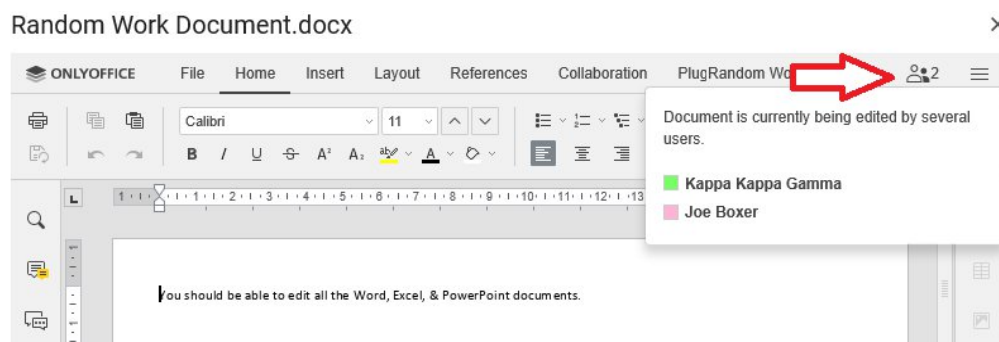 Random Work Document.docx
ONLYOFFICE File Home Insert Layout References Collaboration PlugRandom Wo 2
Calibri 11
B I U S A² A₂ ab A
Document is currently being edited by several
users.
Kappa Kappa Gamma
Joe Boxer
L 1 1 2 3 4 5 6 7 8 9 10 11 12 13
You should be able to edit all the Word, Excel, & PowerPoint documents.